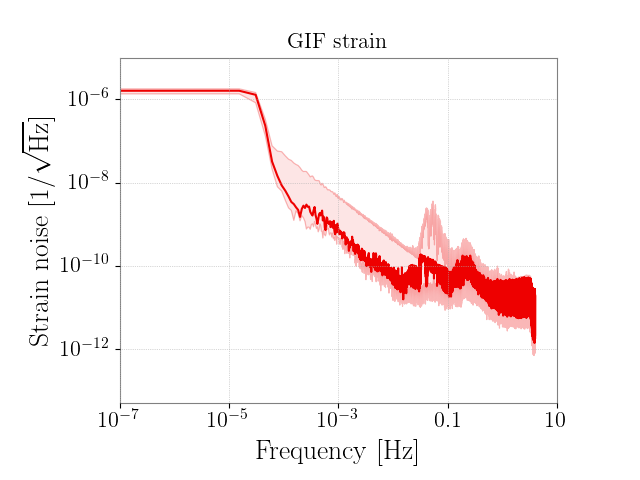 GIF strain
Strain noise [1/√Hz]
10⁻⁶
10⁻⁸
10⁻¹⁰
10⁻¹²
10⁻⁷ 10⁻⁵ 10⁻³ 0.1 10
Frequency [Hz]